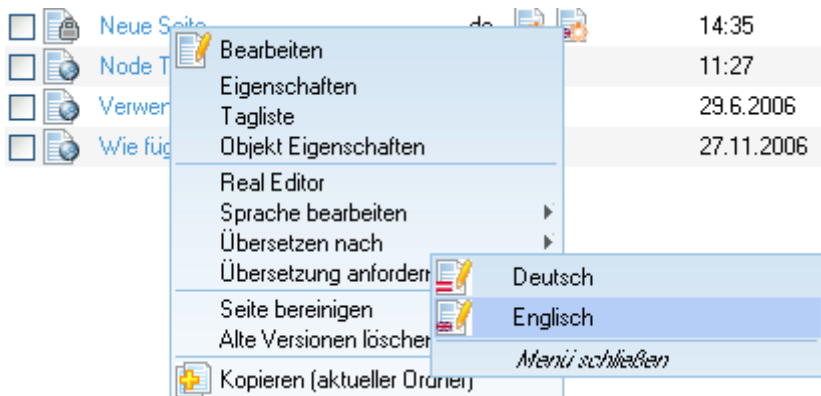 Neue Seite de 14:35
Node T 11:27
Verwen 29.6.2006
Wie füg 27.11.2006
Bearbeiten
Eigenschaften
Tagliste
Objekt Eigenschaften
Real Editor
Sprache bearbeiten
Übersetzen nach
Übersetzung anfordern
Seite bereinigen
Alte Versionen löschen
Kopieren (aktueller Ordner)
Deutsch
Englisch
Menü schließen